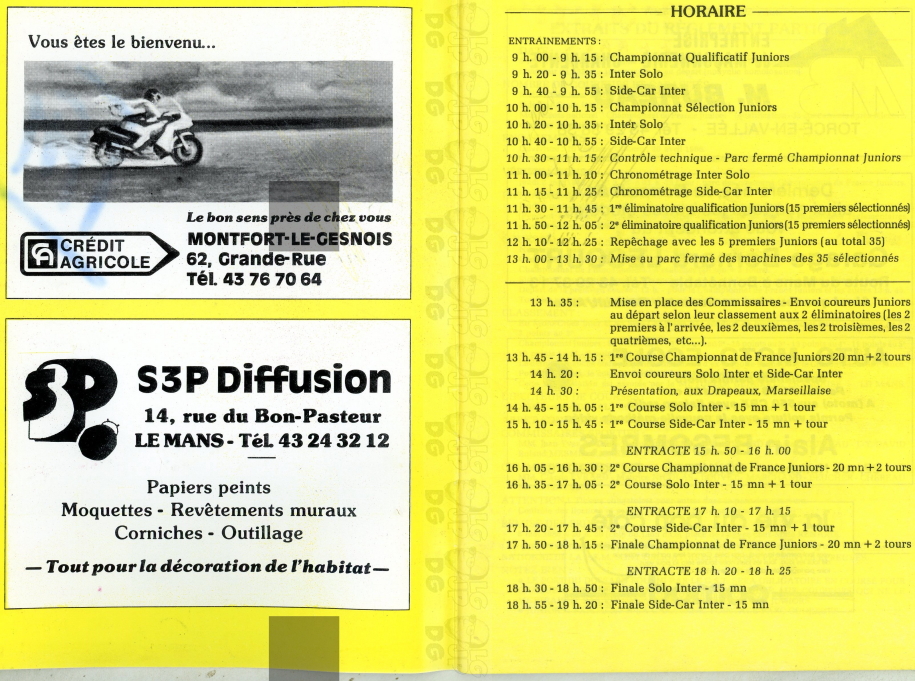 Vous êtes le bienvenu...
Le bon sens près de chez vous
CRÉDIT
AGRICOLE
MONTFORT-LE-GESNOIS
62, Grande-Rue
Tél. 43 76 70 64
S3P
S3P Diffusion
14, rue du Bon-Pasteur
LE MANS - Tél. 43 24 32 12
Papiers peints
Moquettes - Revêtements muraux
Corniches - Outillage
— Tout pour la décoration de l'habitat —
HORAIRE
ENTRAINEMENTS :
9 h. 00 - 9 h. 15 : Championnat Qualificatif Juniors
9 h. 20 - 9 h. 35 : Inter Solo
9 h. 40 - 9 h. 55 : Side-Car Inter
10 h. 00 - 10 h. 15 : Championnat Sélection Juniors
10 h. 20 - 10 h. 35 : Inter Solo
10 h. 40 - 10 h. 55 : Side-Car Inter
10 h. 30 - 11 h. 15 : Contrôle technique - Parc fermé Championnat Juniors
11 h. 00 - 11 h. 10 : Chronométrage Inter Solo
11 h. 15 - 11 h. 25 : Chronométrage Side-Car Inter
11 h. 30 - 11 h. 45 : 1re éliminatoire qualification Juniors (15 premiers sélectionnés)
11 h. 50 - 12 h. 05 : 2e éliminatoire qualification Juniors (15 premiers sélectionnés)
12 h. 10 - 12 h. 25 : Repêchage avec les 5 premiers Juniors (au total 35)
13 h. 00 - 13 h. 30 : Mise au parc fermé des machines des 35 sélectionnés
13 h. 35 : Mise en place des Commissaires - Envoi coureurs Juniors
au départ selon leur classement aux 2 éliminatoires (les 2
premiers à l'arrivée, les 2 deuxièmes, les 2 troisièmes, les 2
quatrièmes, etc...).
13 h. 45 - 14 h. 15 : 1re Course Championnat de France Juniors 20 mn + 2 tours
14 h. 20 : Envoi coureurs Solo Inter et Side-Car Inter
14 h. 30 : Présentation, aux Drapeaux, Marseillaise
14 h. 45 - 15 h. 05 : 1re Course Solo Inter - 15 mn + 1 tour
15 h. 10 - 15 h. 45 : 1re Course Side-Car Inter - 15 mn + tour
ENTRACTE 15 h. 50 - 16 h. 00
16 h. 05 - 16 h. 30 : 2e Course Championnat de France Juniors - 20 mn + 2 tours
16 h. 35 - 17 h. 05 : 2e Course Solo Inter - 15 mn + 1 tour
ENTRACTE 17 h. 10 - 17 h. 15
17 h. 20 - 17 h. 45 : 2e Course Side-Car Inter - 15 mn + 1 tour
17 h. 50 - 18 h. 15 : Finale Championnat de France Juniors - 20 mn + 2 tours
ENTRACTE 18 h. 20 - 18 h. 25
18 h. 30 - 18 h. 50 : Finale Solo Inter - 15 mn
18 h. 55 - 19 h. 20 : Finale Side-Car Inter - 15 mn